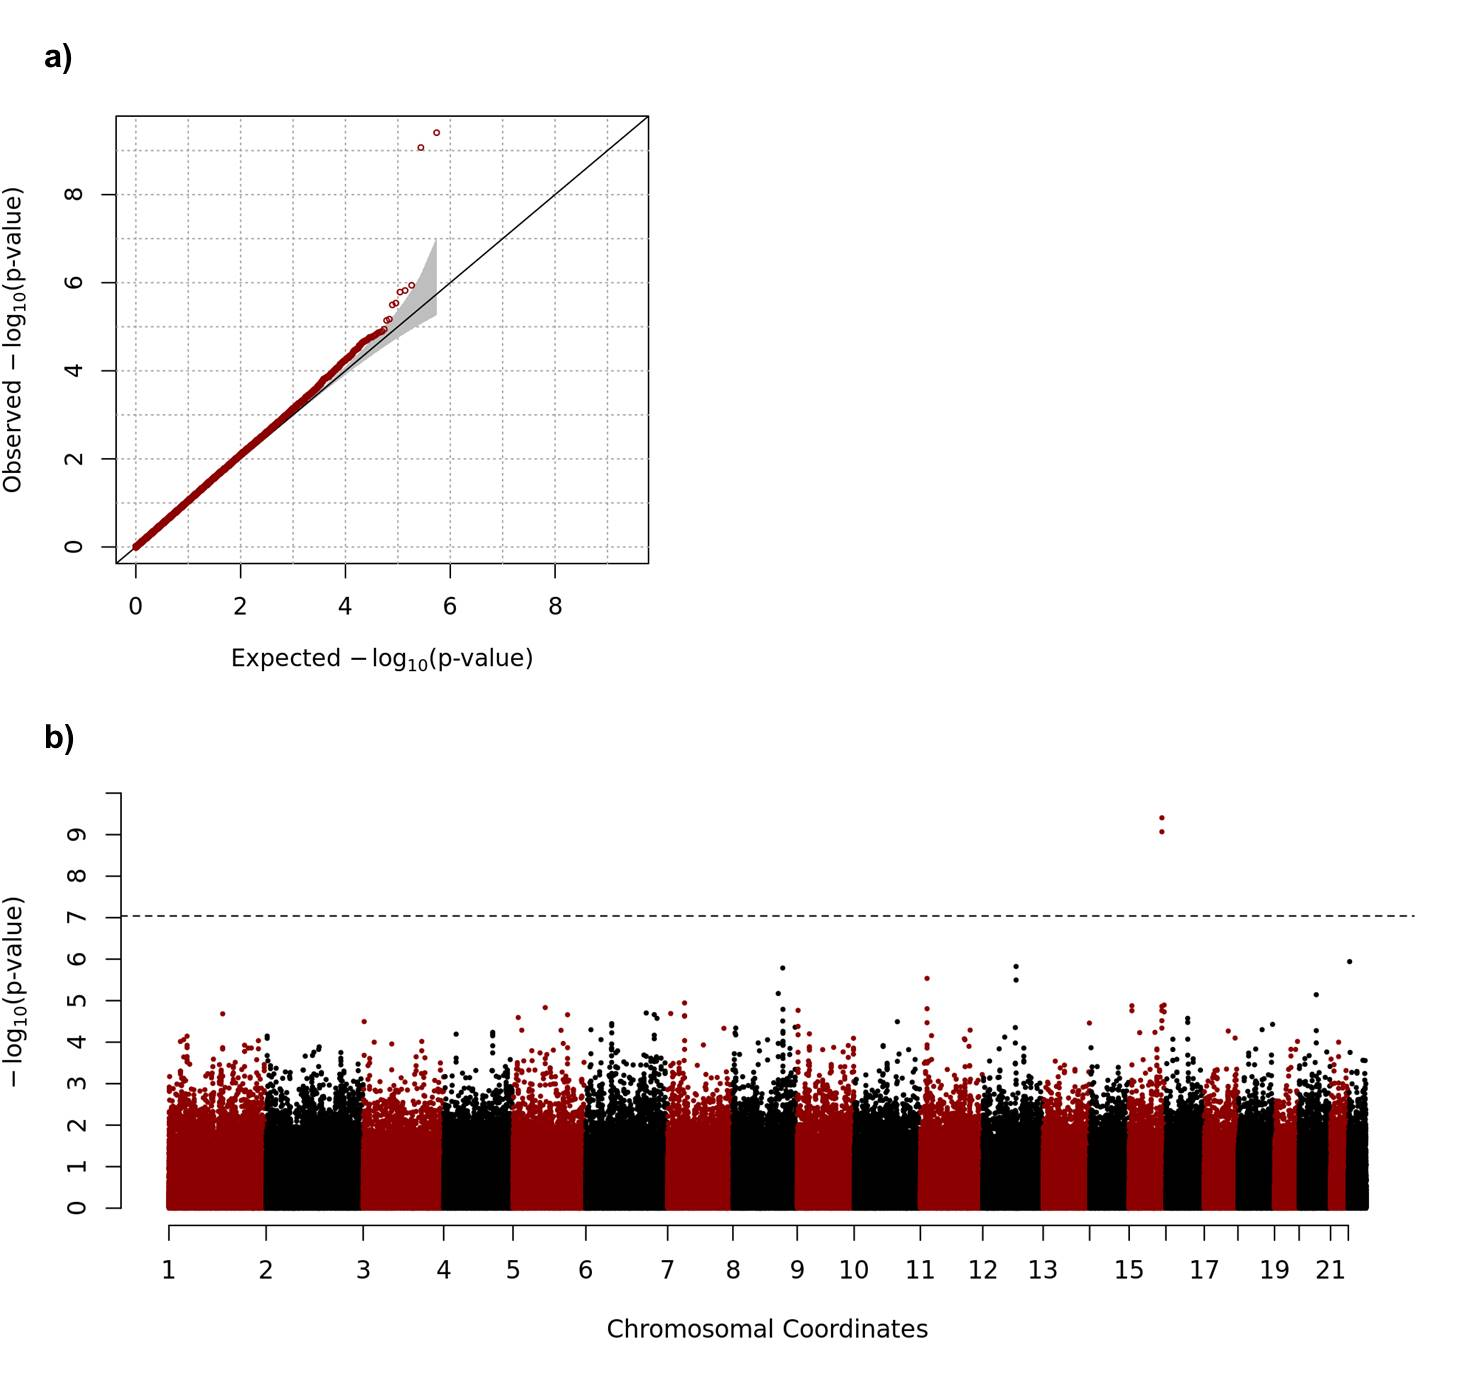 a)
Observed −log10(p-value)
8
6
4
2
0
0 2 4 6 8
Expected −log10(p-value)
b)
−log10(p-value)
9
8
7
6
5
4
3
2
1
0
1 2 3 4 5 6 7 8 9 10 11 12 13 15 17 19 21
Chromosomal Coordinates